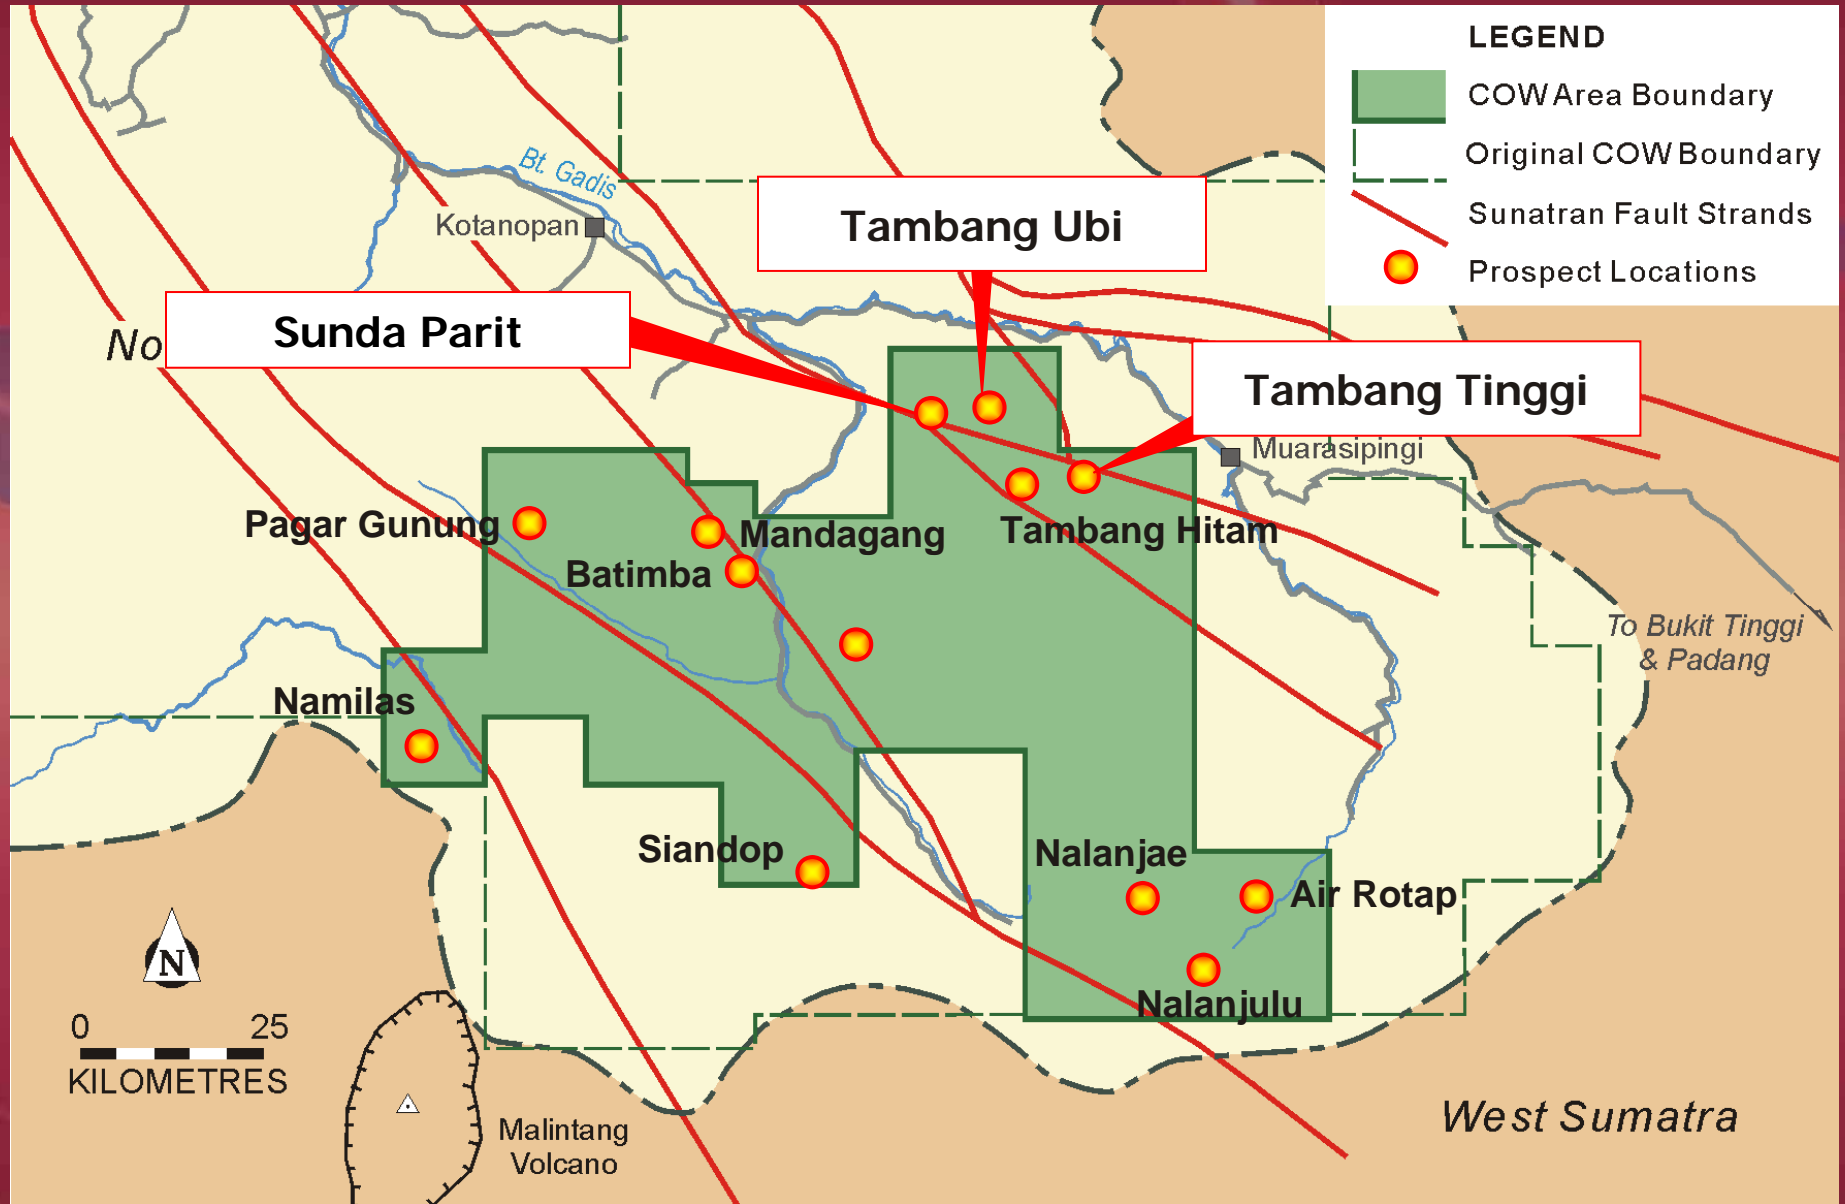 LEGEND
COW Area Boundary
Original COW Boundary
Sunatran Fault Strands
Prospect Locations
Bt. Gadis
Kotanopan
Tambang Ubi
Sunda Parit
No
Tambang Tinggi
Muarasipingi
Pagar Gunung
Mandagang
Tambang Hitam
Batimba
To Bukit Tinggi
& Padang
Namilas
Siandop
Nalanjae
Air Rotap
Nalanjulu
N
0 25
KILOMETRES
Malintang
Volcano
West Sumatra